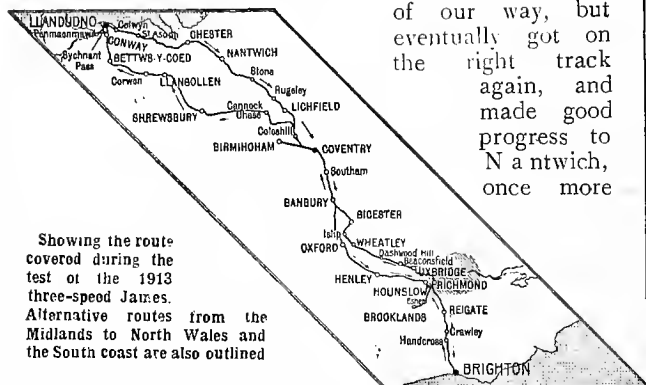 of our way, but
eventually got on
the right track
again, and
made good
progress to
Nantwich,
once more
LLANDUDNO
Colwyn
Penmaenmawr
St Asaph
CHESTER
CONWAY
Sychnant
Pass
BETTWS-Y-COED
NANTWICH
Stone
Corwen
LLANGOLLEN
Rugeley
Cannock
Chase
LICHFIELD
SHREWSBURY
Coleshill
BIRMIHOHAM
COVENTRY
Southam
BANBURY
BICESTER
Islip
WHEATLEY
OXFORD
Dashwood Hill
Beaconsfield
UXBRIDGE
HENLEY
RICHMOND
HOUNSLOW
Esher
BROOKLANDS
REIGATE
Crawley
Handcross
BRIGHTON
Showing the route
covered during the
test of the 1913
three-speed James.
Alternative routes from the
Midlands to North Wales and
the South coast are also outlined